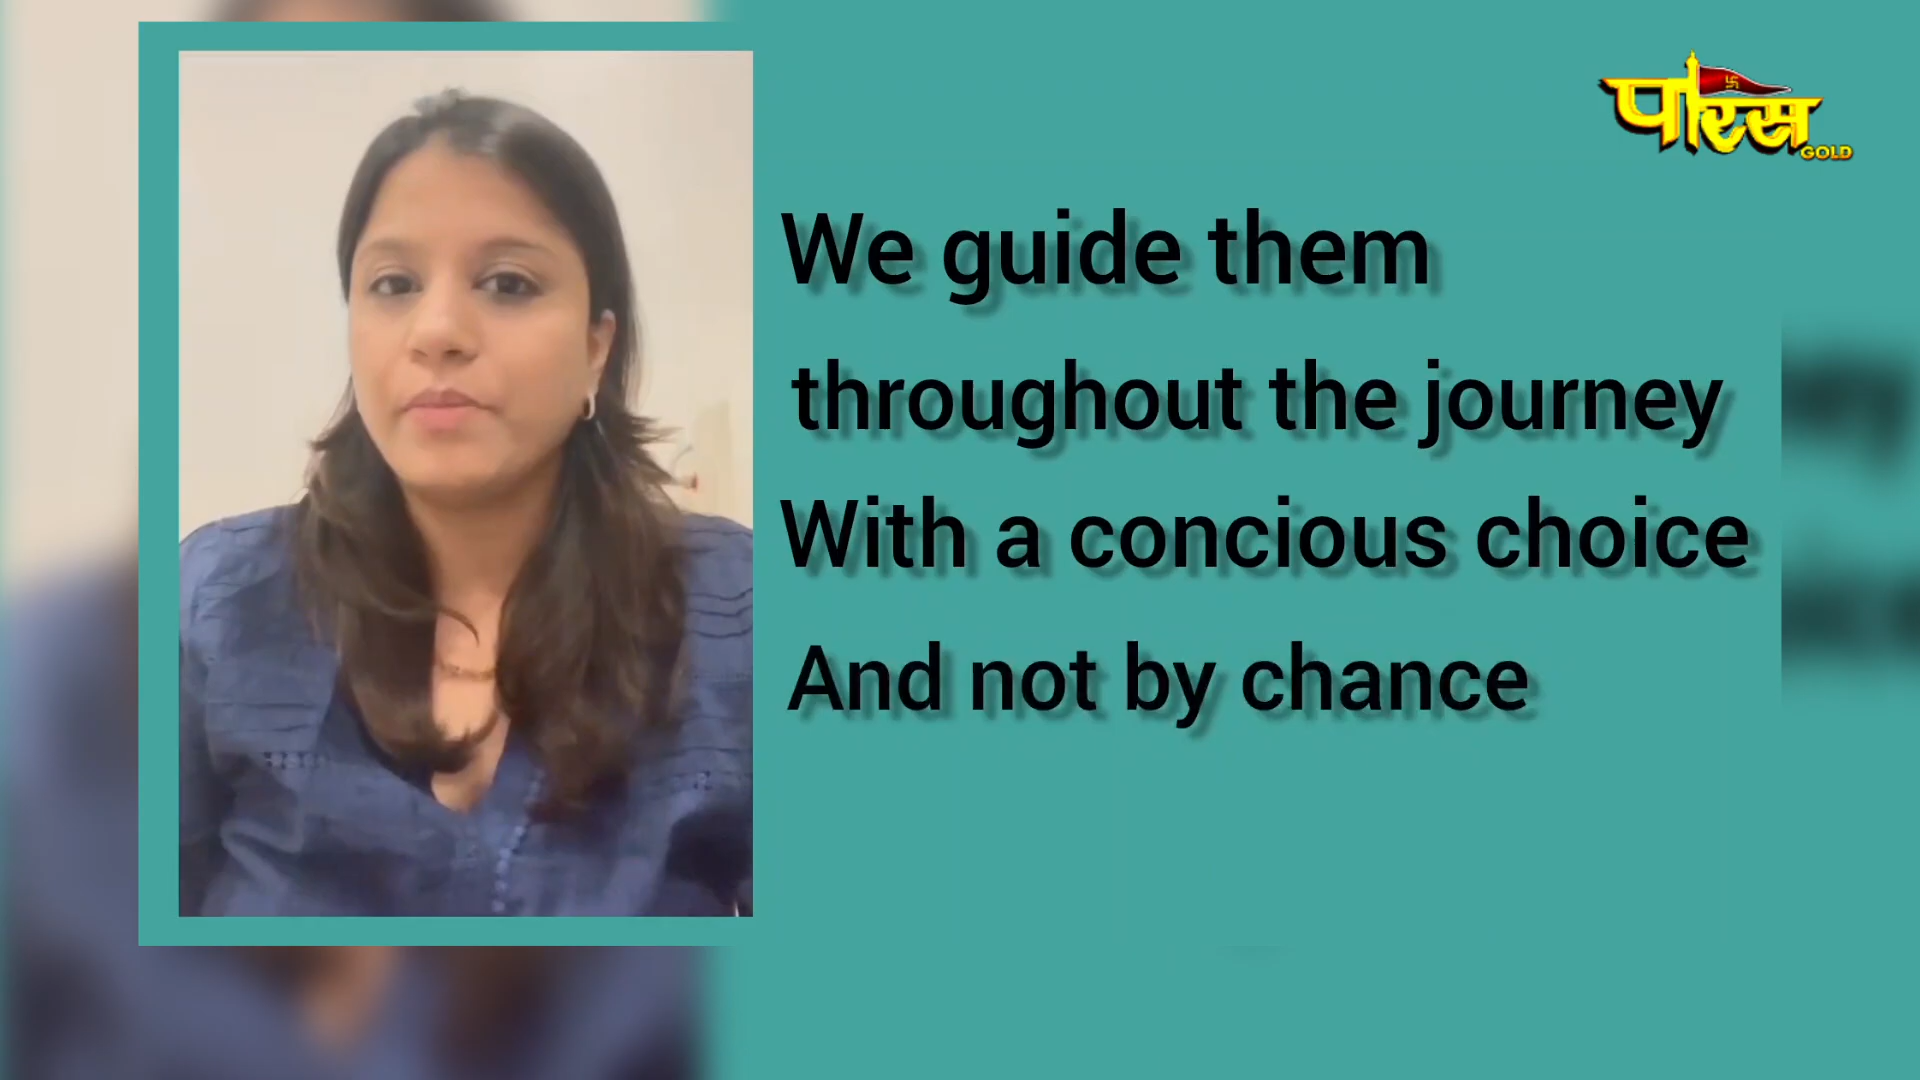 पारस
GOLD
We guide them
throughout the journey
With a concious choice
And not by chance